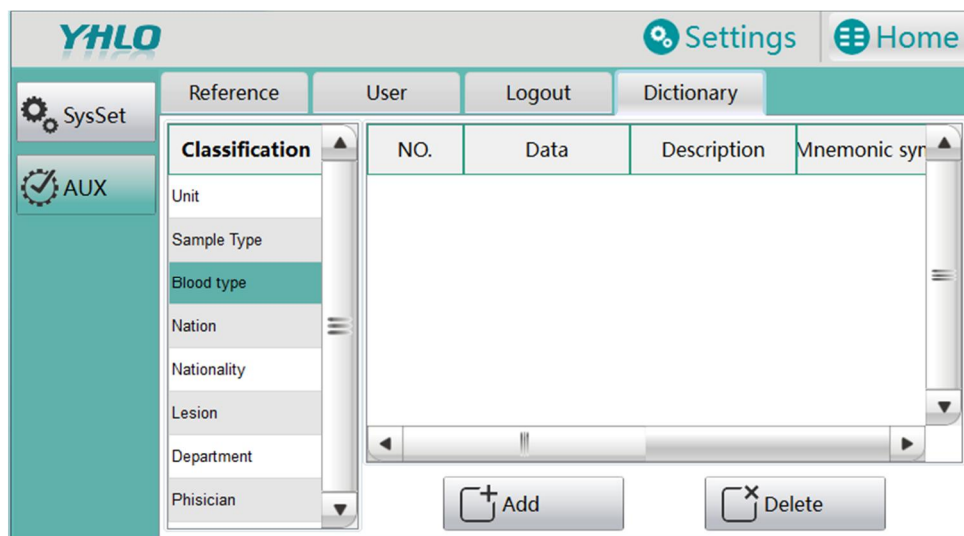 YHLO
Settings
Home
SysSet
AUX
Reference
User
Logout
Dictionary
Classification
Unit
Sample Type
Blood type
Nation
Nationality
Lesion
Department
Phisician
NO.
Data
Description
Mnemonic syn
Add
Delete